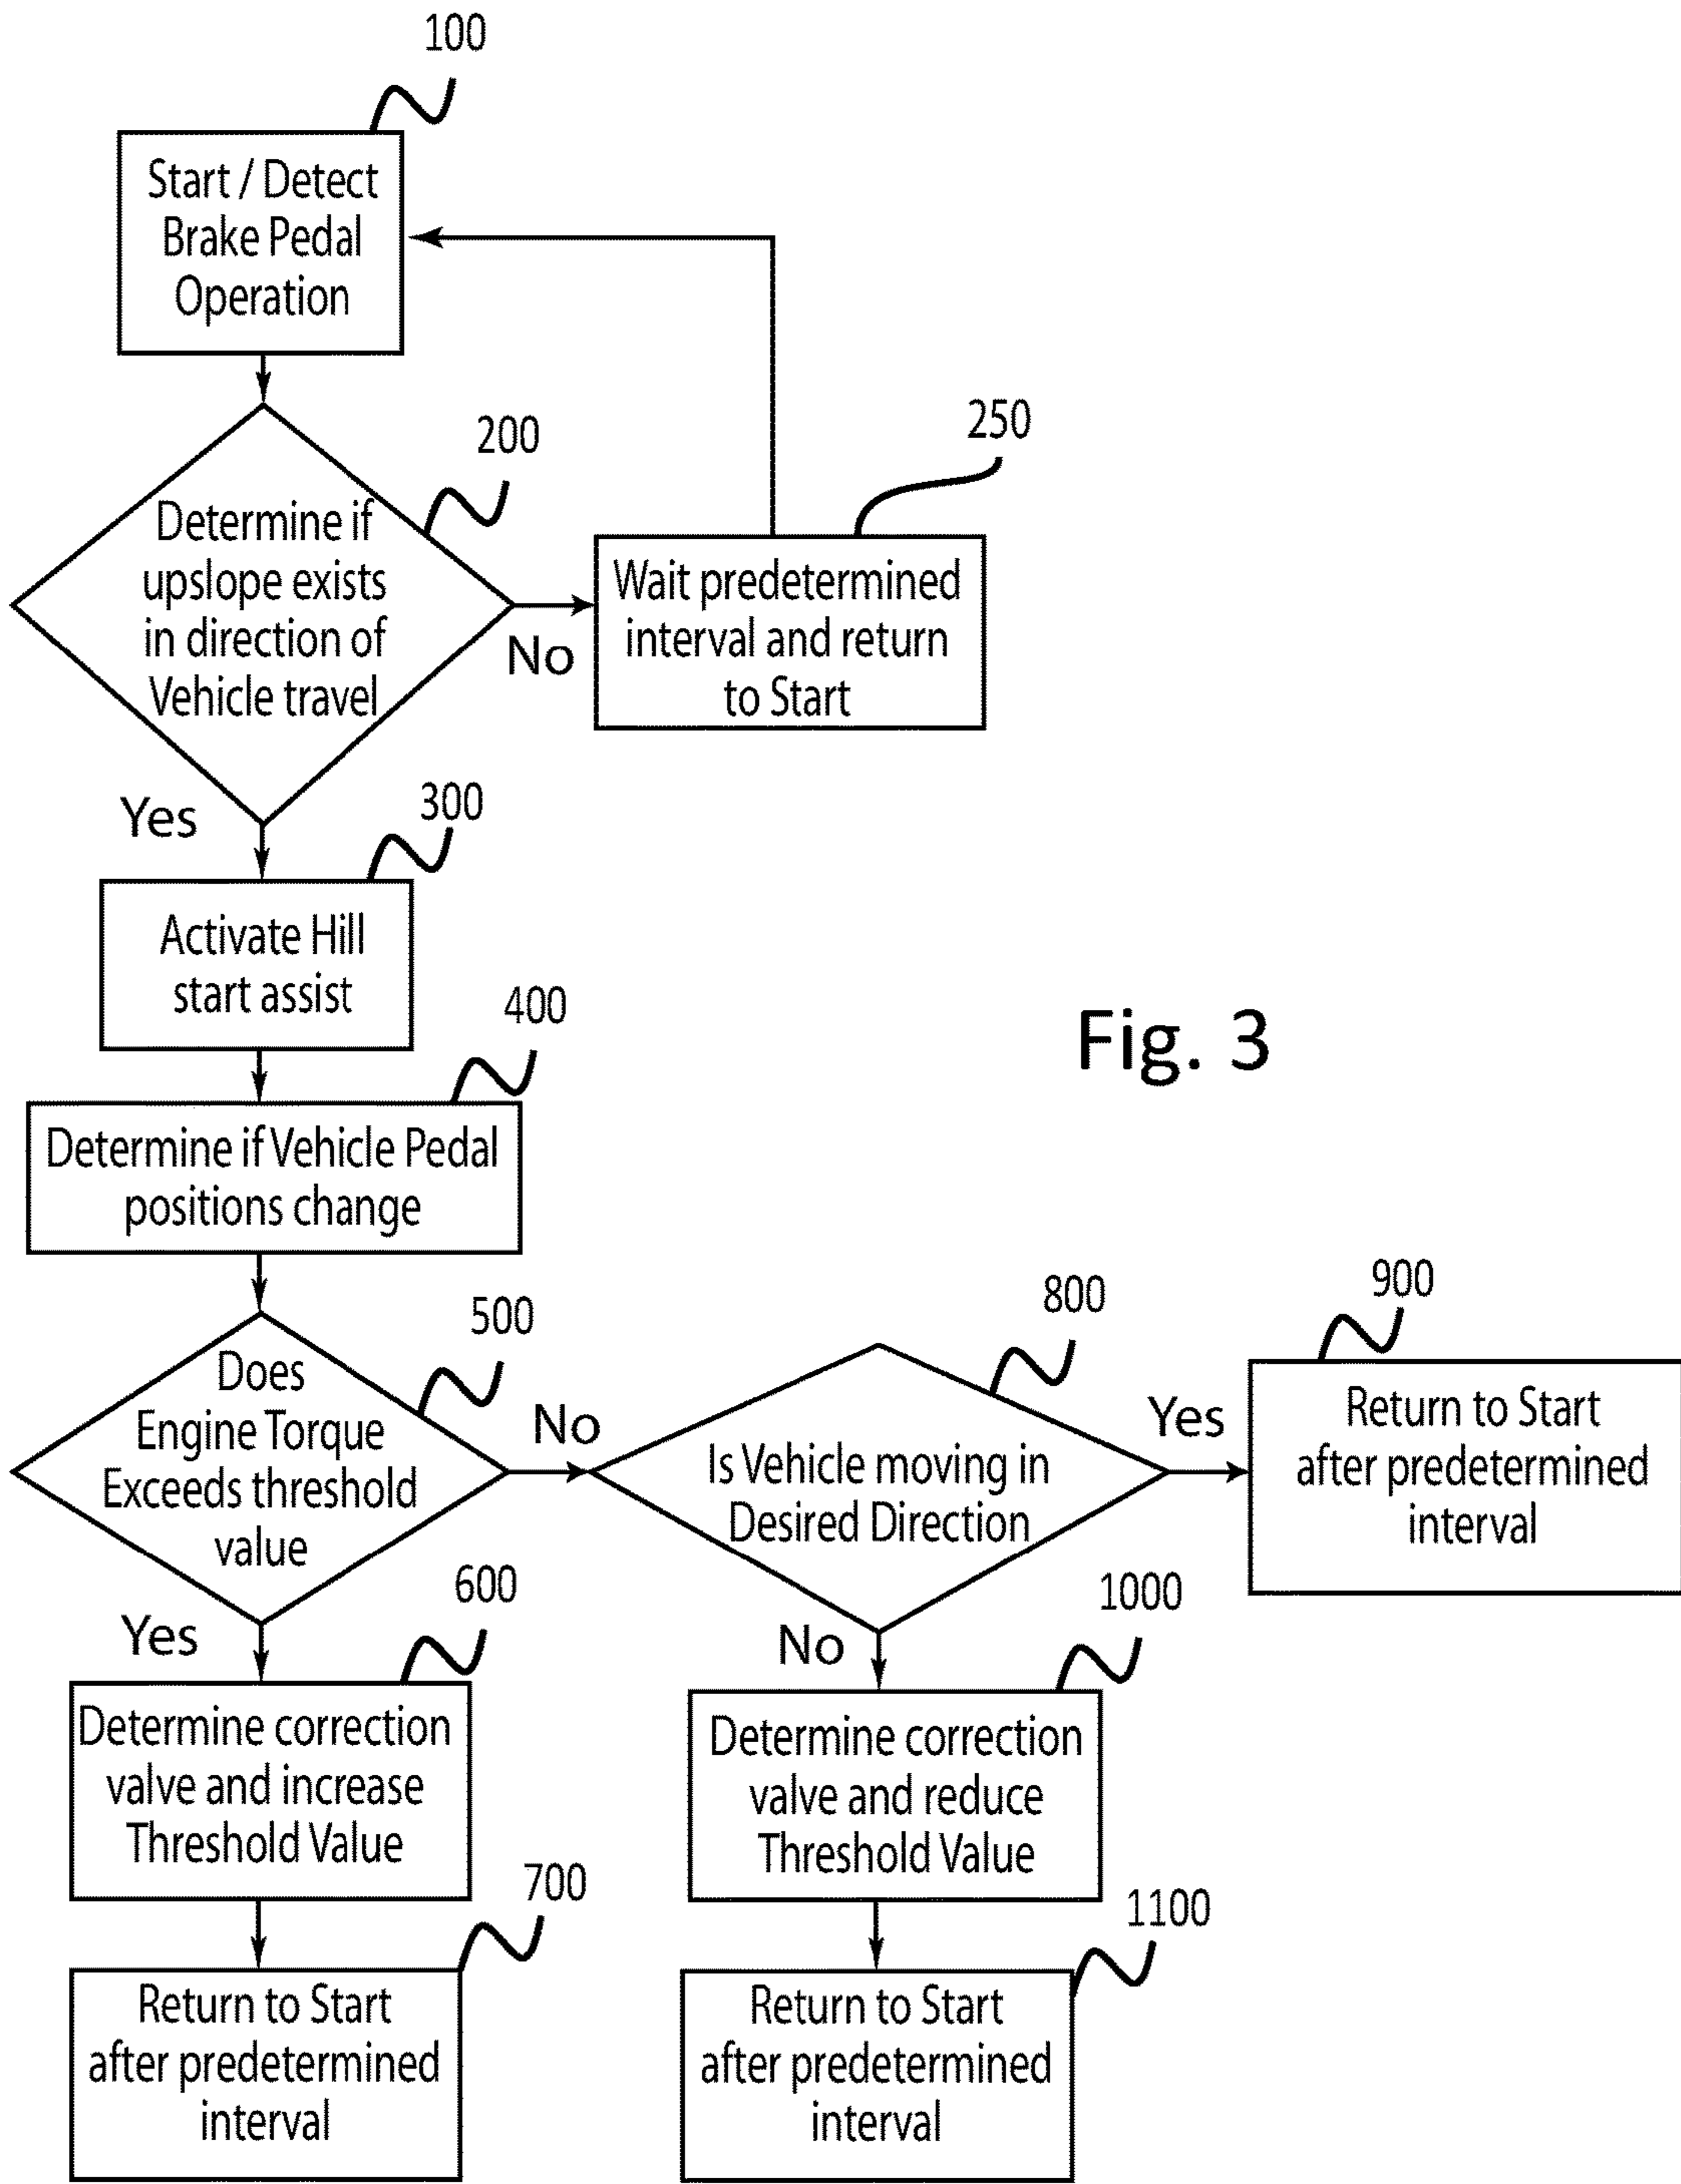 100
Start / Detect
Brake Pedal
Operation
200
Determine if
upslope exists
in direction of
Vehicle travel
No
250
Wait predetermined
interval and return
to Start
Yes
300
Activate Hill
start assist
400
Determine if Vehicle Pedal
positions change
Fig. 3
500
Does
Engine Torque
Exceeds threshold
value
No
800
Is Vehicle moving in
Desired Direction
Yes
900
Return to Start
after predetermined
interval
Yes
600
Determine correction
valve and increase
Threshold Value
700
Return to Start
after predetermined
interval
No
1000
Determine correction
valve and reduce
Threshold Value
1100
Return to Start
after predetermined
interval